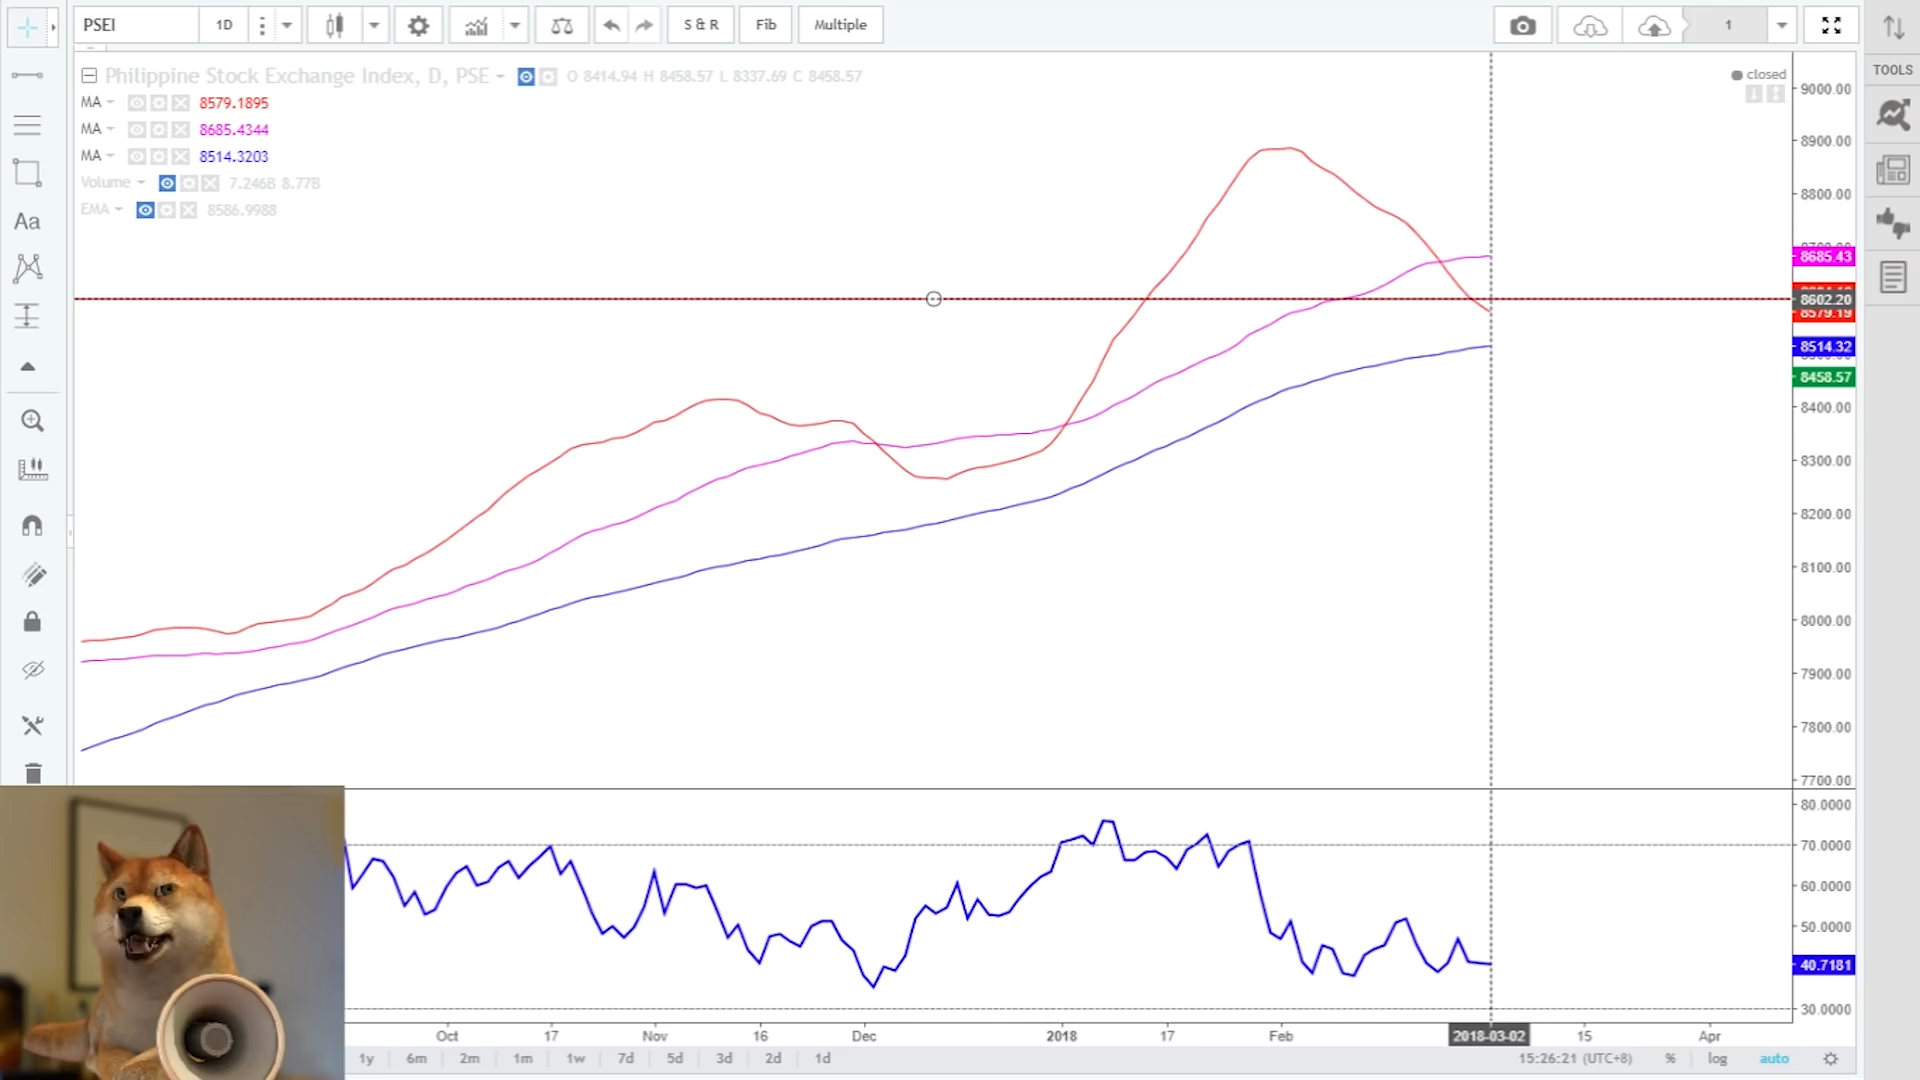 PSEI 1D S & R Fib Multiple 1
TOOLS
Philippine Stock Exchange Index, D, PSE O 8414.94 H 8458.57 L 8337.69 C 8458.57
closed
MA 8579.1895
MA 8685.4344
MA 8514.3203
Volume 7.246B 8.77B
EMA 8586.9988
Aa
9000.00
8900.00
8800.00
8685.43
8602.20
8579.19
8514.32
8458.57
8400.00
8300.00
8200.00
8100.00
8000.00
7900.00
7800.00
7700.00
80.0000
70.0000
60.0000
50.0000
40.7181
30.0000
Oct 17 Nov 16 Dec 2018 17 Feb 2018-03-02 15 Apr
1y 6m 2m 1m 1w 7d 5d 3d 2d 1d 15:26:21 (UTC+8) % log auto